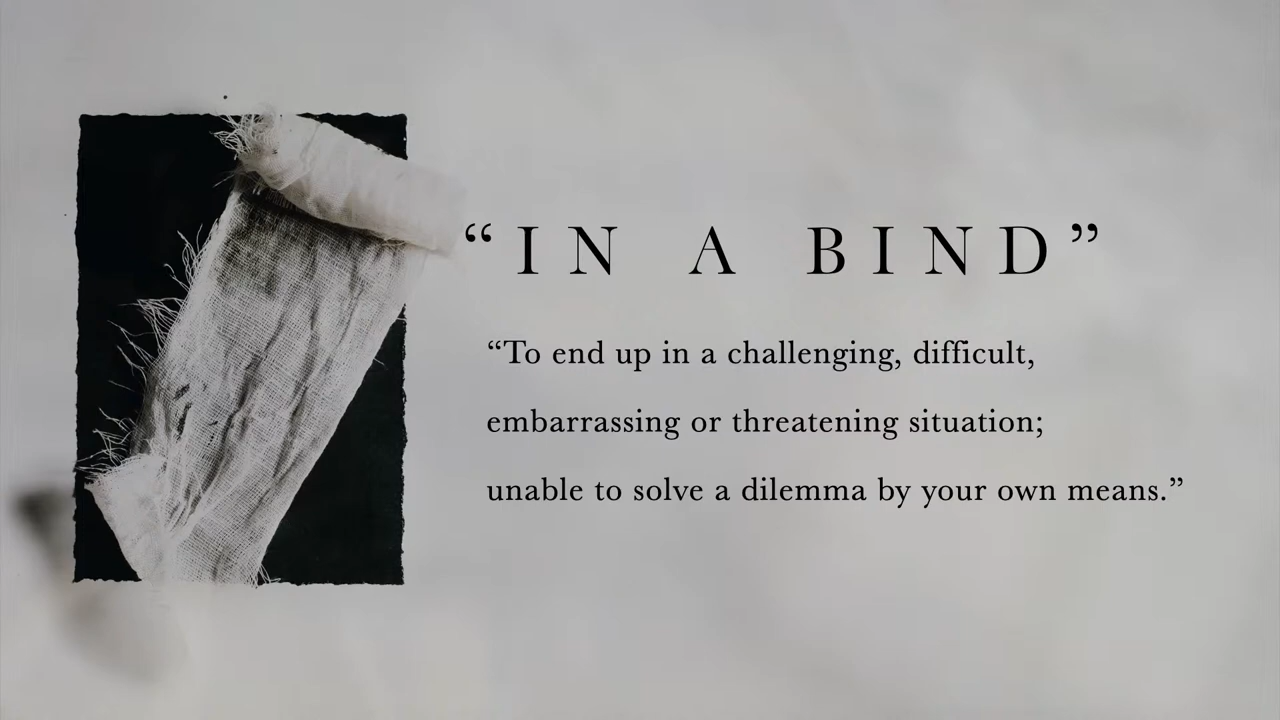 “IN A BIND”
“To end up in a challenging, difficult,
embarrassing or threatening situation;
unable to solve a dilemma by your own means.”